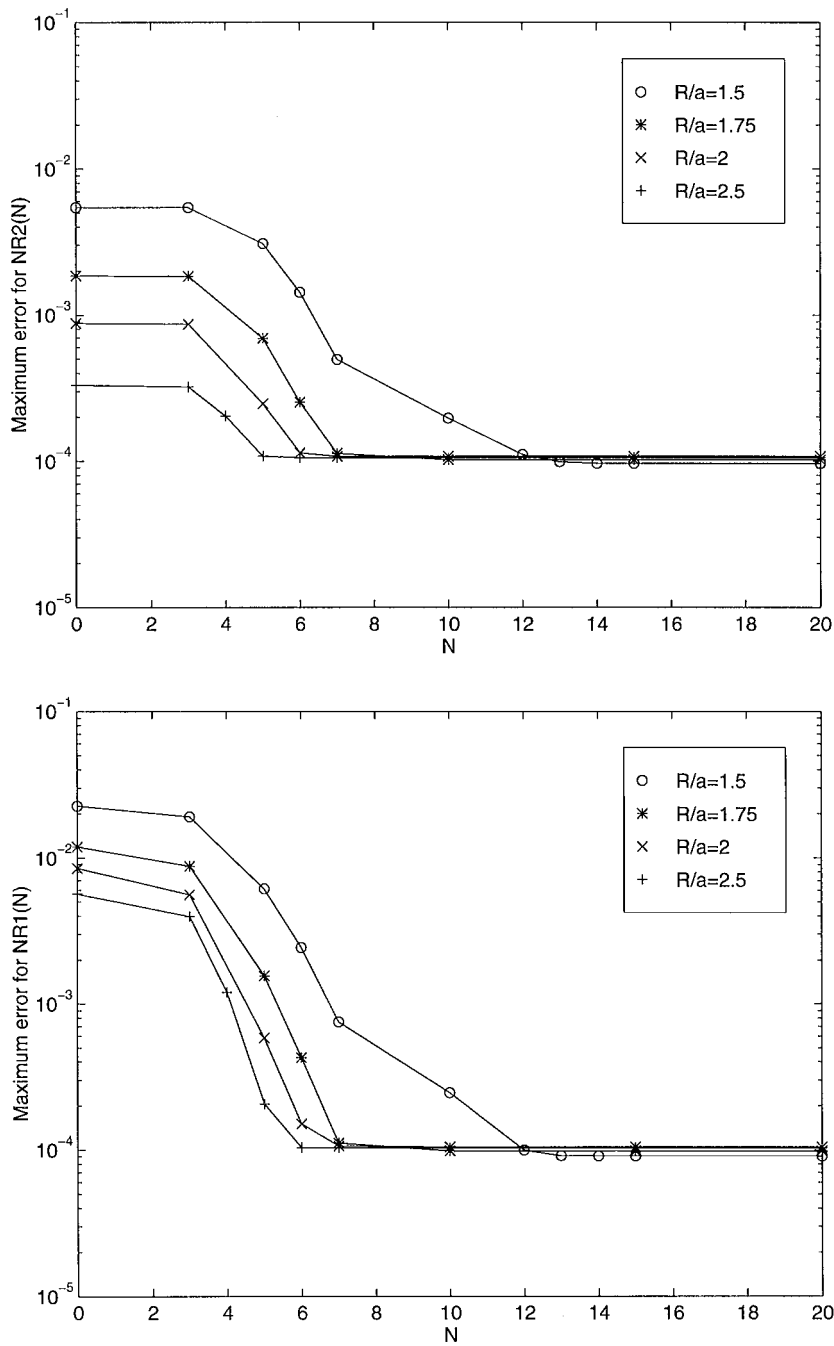 10^-1
10^-2
10^-3
10^-4
10^-5
Maximum error for NR2(N)
R/a=1.5
R/a=1.75
R/a=2
R/a=2.5
0 2 4 6 8 10 12 14 16 18 20
N
10^-1
10^-2
10^-3
10^-4
10^-5
Maximum error for NR1(N)
R/a=1.5
R/a=1.75
R/a=2
R/a=2.5
0 2 4 6 8 10 12 14 16 18 20
N